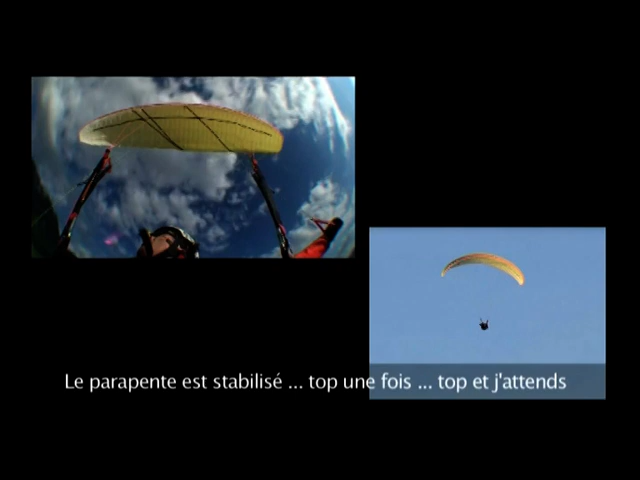 Le parapente est stabilisé ... top une fois ... top et j'attends